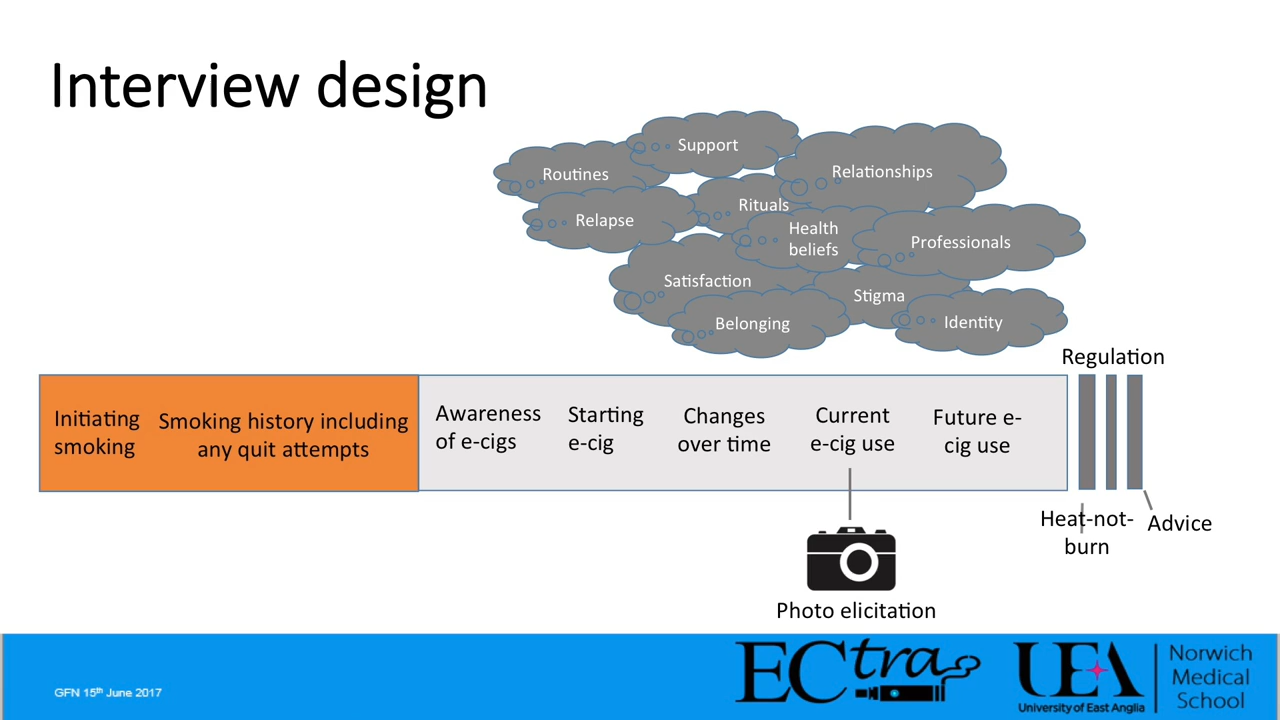 Interview design
Support
Routines
Relationships
Rituals
Relapse
Health
beliefs
Professionals
Satisfaction
Stigma
Belonging
Identity
Regulation
Initiating
smoking
Smoking history including
any quit attempts
Awareness
of e-cigs
Starting
e-cig
Changes
over time
Current
e-cig use
Future e-
cig use
Heat-not-
burn
Advice
Photo elicitation
GFN 15th June 2017
ECtra
UEA
University of East Anglia
Norwich
Medical
School